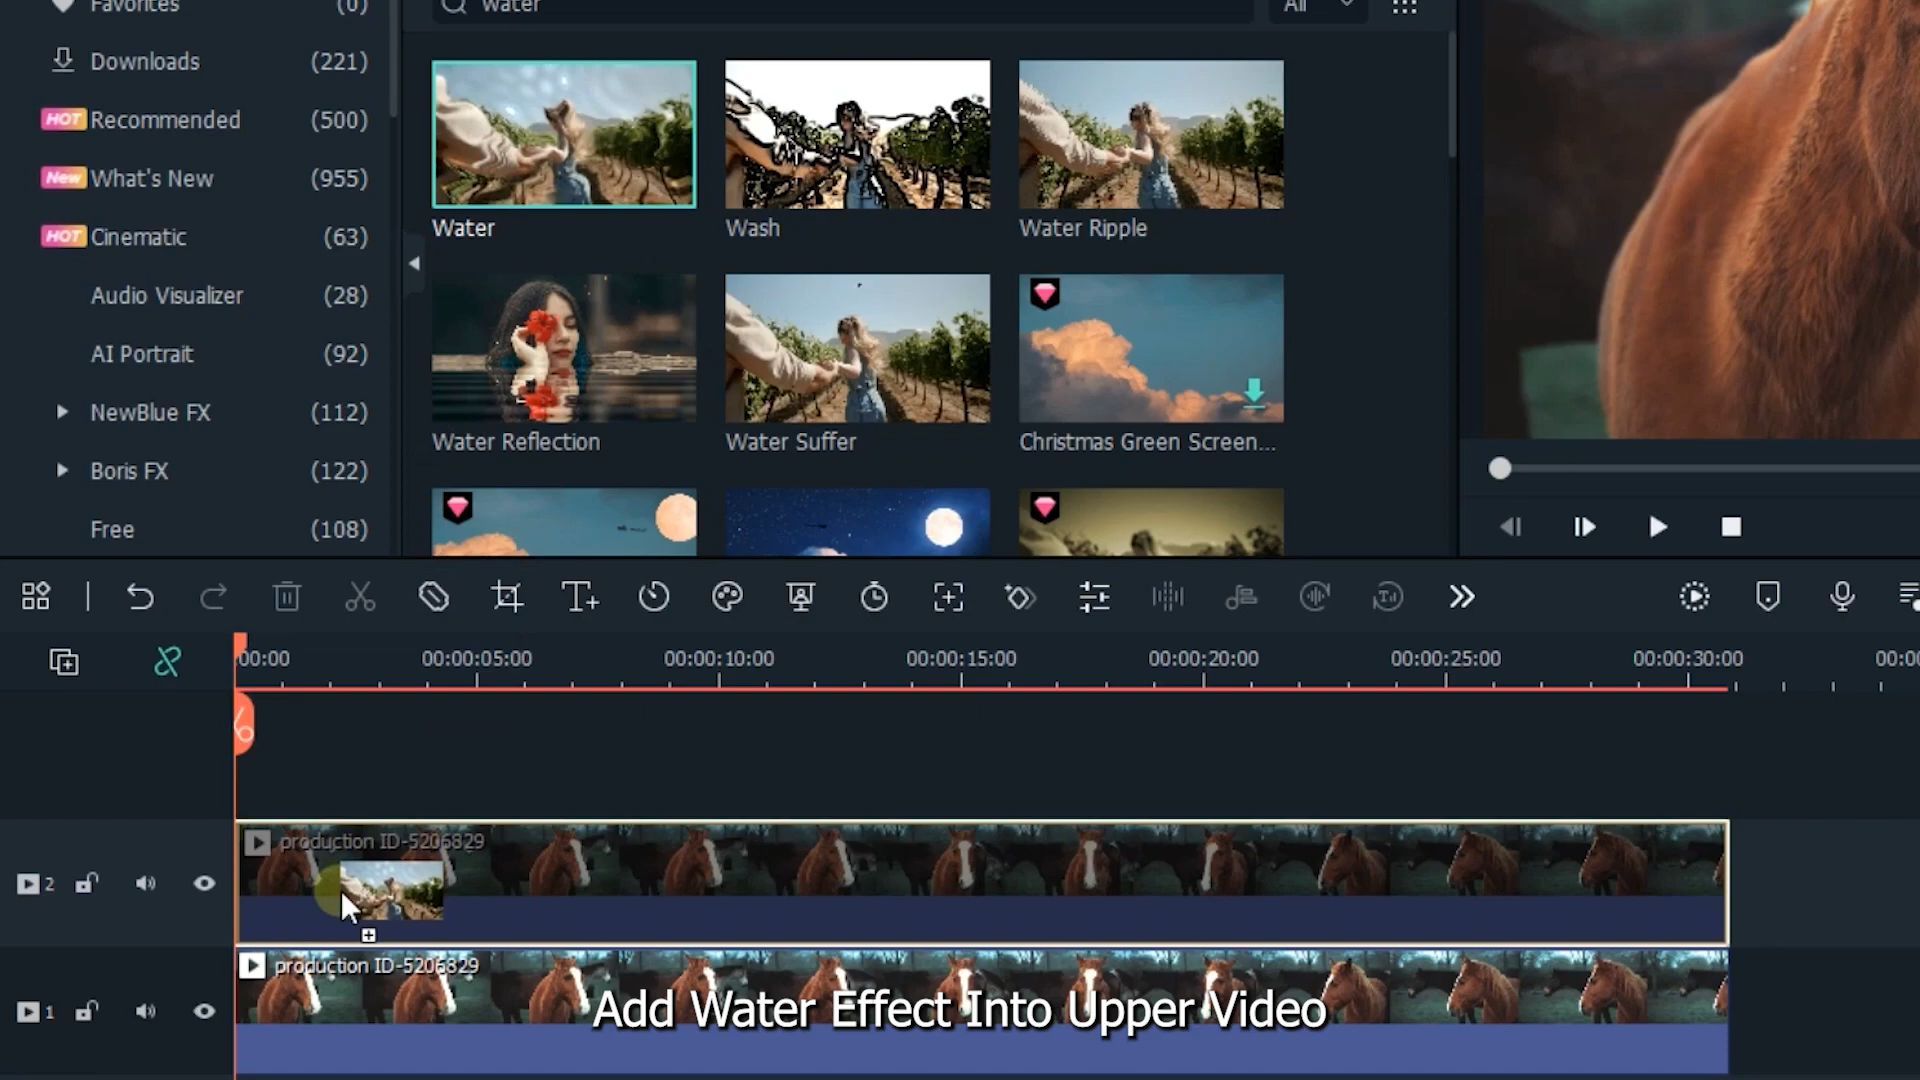 Favorites (0)
water
All
Downloads (221)
HOT Recommended (500)
New What's New (955)
HOT Cinematic (63)
Audio Visualizer (28)
AI Portrait (92)
NewBlue FX (112)
Boris FX (122)
Free (108)
Water
Wash
Water Ripple
Water Reflection
Water Suffer
Christmas Green Screen...
00:00
00:00:05:00
00:00:10:00
00:00:15:00
00:00:20:00
00:00:25:00
00:00:30:00
00:00
production ID-5206829
2
production ID-5206829
1
Add Water Effect Into Upper Video